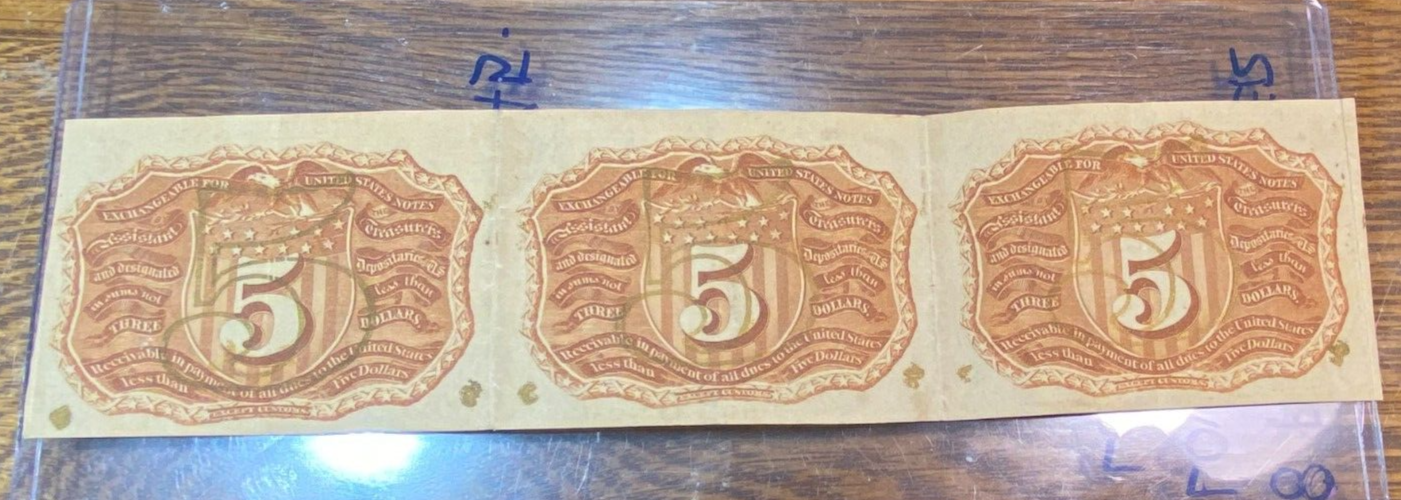 EXCHANGEABLE FOR UNITED STATES NOTES
Assistant Treasurers
and designated Depositaries U.S
in sums not less than
THREE DOLLARS.
5
Receivable in payment of all dues to the United States
less than Five Dollars
EXCEPT CUSTOMS
EXCHANGEABLE FOR UNITED STATES NOTES
Assistant Treasurers
and designated Depositaries U.S
in sums not less than
THREE DOLLARS.
5
Receivable in payment of all dues to the United States
less than Five Dollars
EXCEPT CUSTOMS
EXCHANGEABLE FOR UNITED STATES NOTES
Assistant Treasurers
and designated Depositaries U.S
in sums not less than
THREE DOLLARS.
5
Receivable in payment of all dues to the United States
less than Five Dollars
EXCEPT CUSTOMS